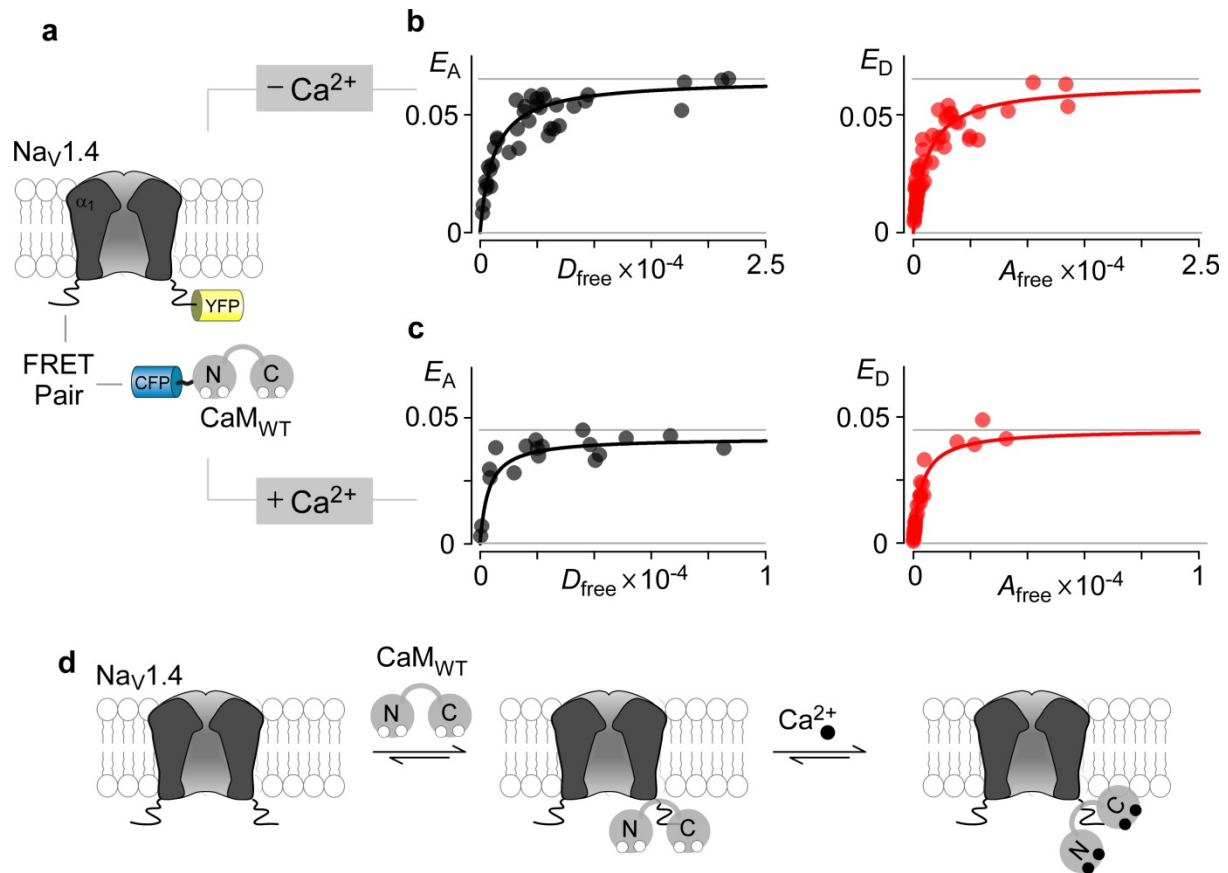 a
− Ca²⁺
NaV1.4
α1
YFP
FRET
Pair
CFP
N
C
CaMWT
+ Ca²⁺
b
EA
0.05
0
0
Dfree ×10⁻⁴
2.5
ED
0.05
0
0
Afree ×10⁻⁴
2.5
c
EA
0.05
0
0
Dfree ×10⁻⁴
1
ED
0.05
0
0
Afree ×10⁻⁴
1
d
NaV1.4
CaMWT
N
C
N
C
Ca²⁺
C
N